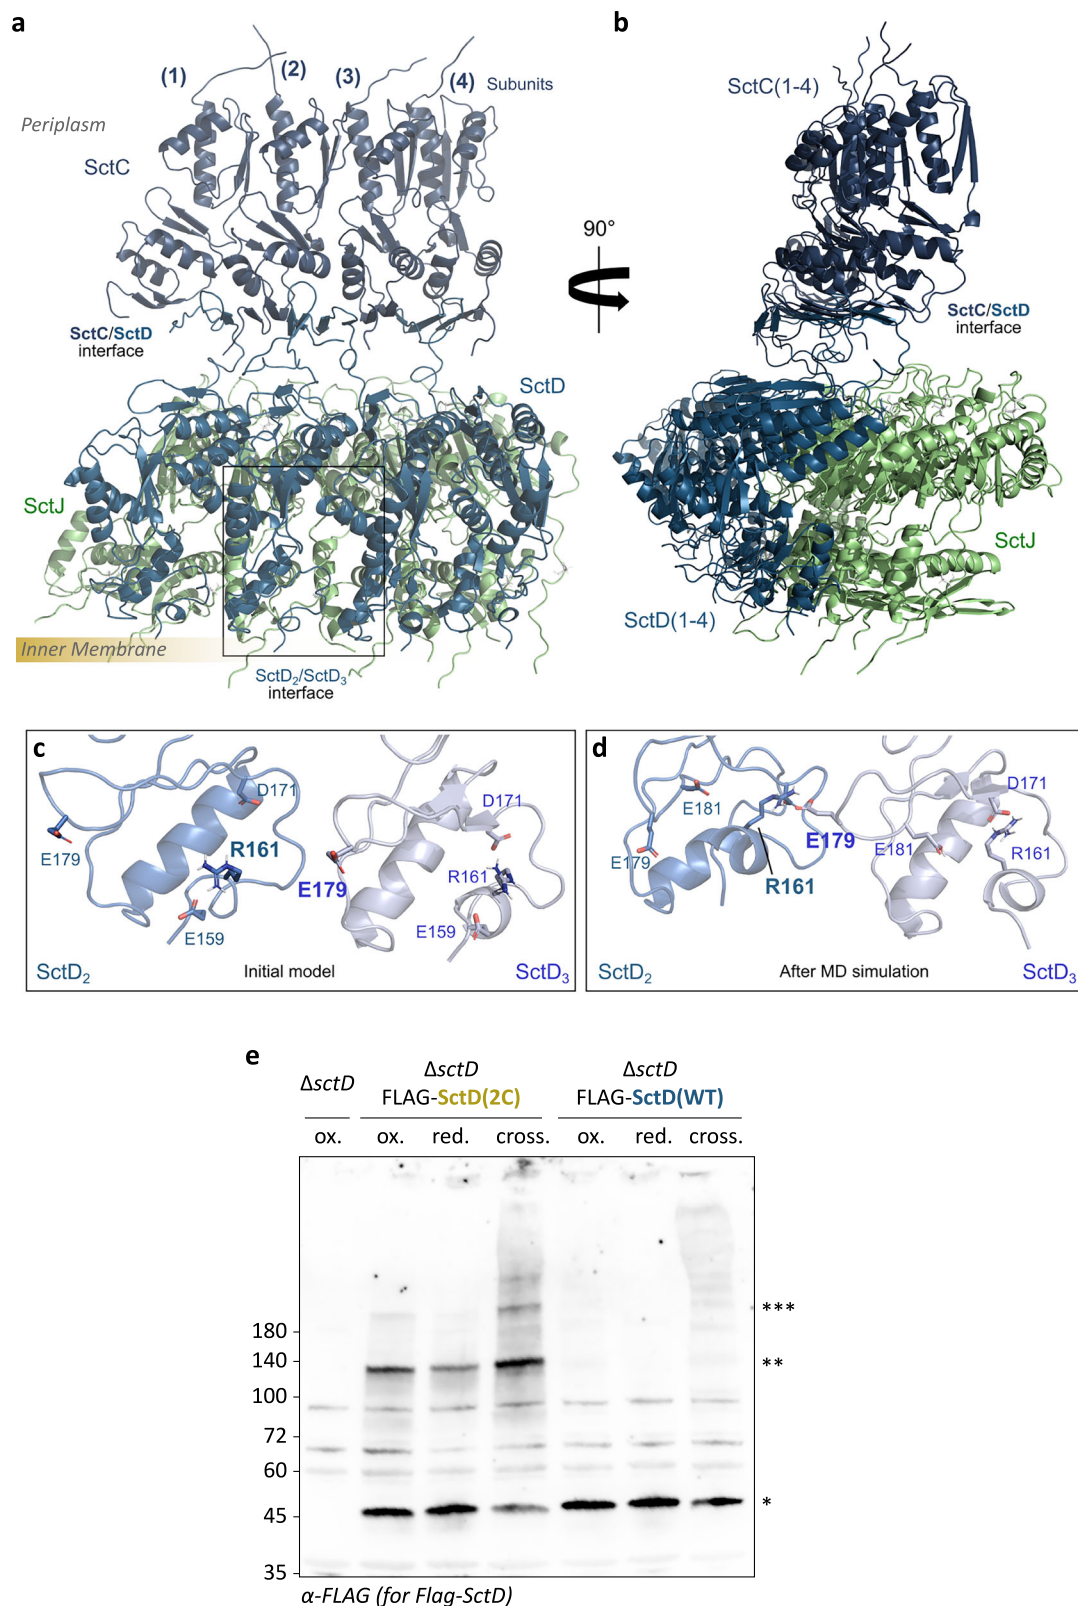 a
b
(1)
(2)
(3)
(4)
Subunits
Periplasm
SctC
SctC(1-4)
90°
SctC/SctD
interface
SctC/SctD
interface
SctD
SctJ
SctJ
SctD(1-4)
Inner Membrane
SctD₂/SctD₃
interface
c
D171
E179
R161
E159
SctD₂
Initial model
D171
E179
R161
E159
SctD₃
d
E181
E179
R161
E179
E181
D171
R161
SctD₂
After MD simulation
SctD₃
e
ΔsctD
ΔsctD
FLAG-SctD(2C)
ΔsctD
FLAG-SctD(WT)
ox.
ox.
red.
cross.
ox.
red.
cross.
180
140
100
72
60
45
35
***
**
*
α-FLAG (for Flag-SctD)